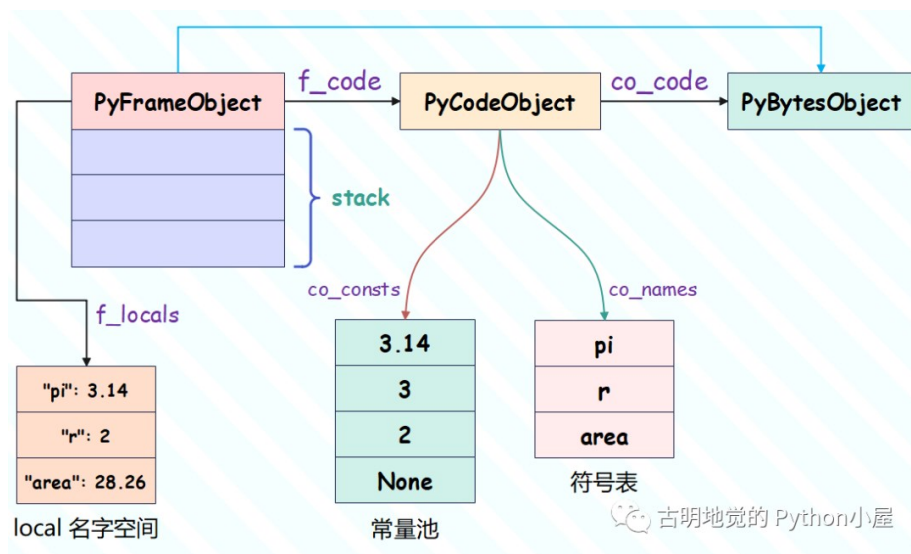 f_code
co_code
PyFrameObject
PyCodeObject
PyBytesObject
stack
co_consts
co_names
f_locals
"pi": 3.14
"r": 2
"area": 28.26
local 名字空间
3.14
3
2
None
常量池
pi
r
area
符号表
古明地觉的 Python小屋